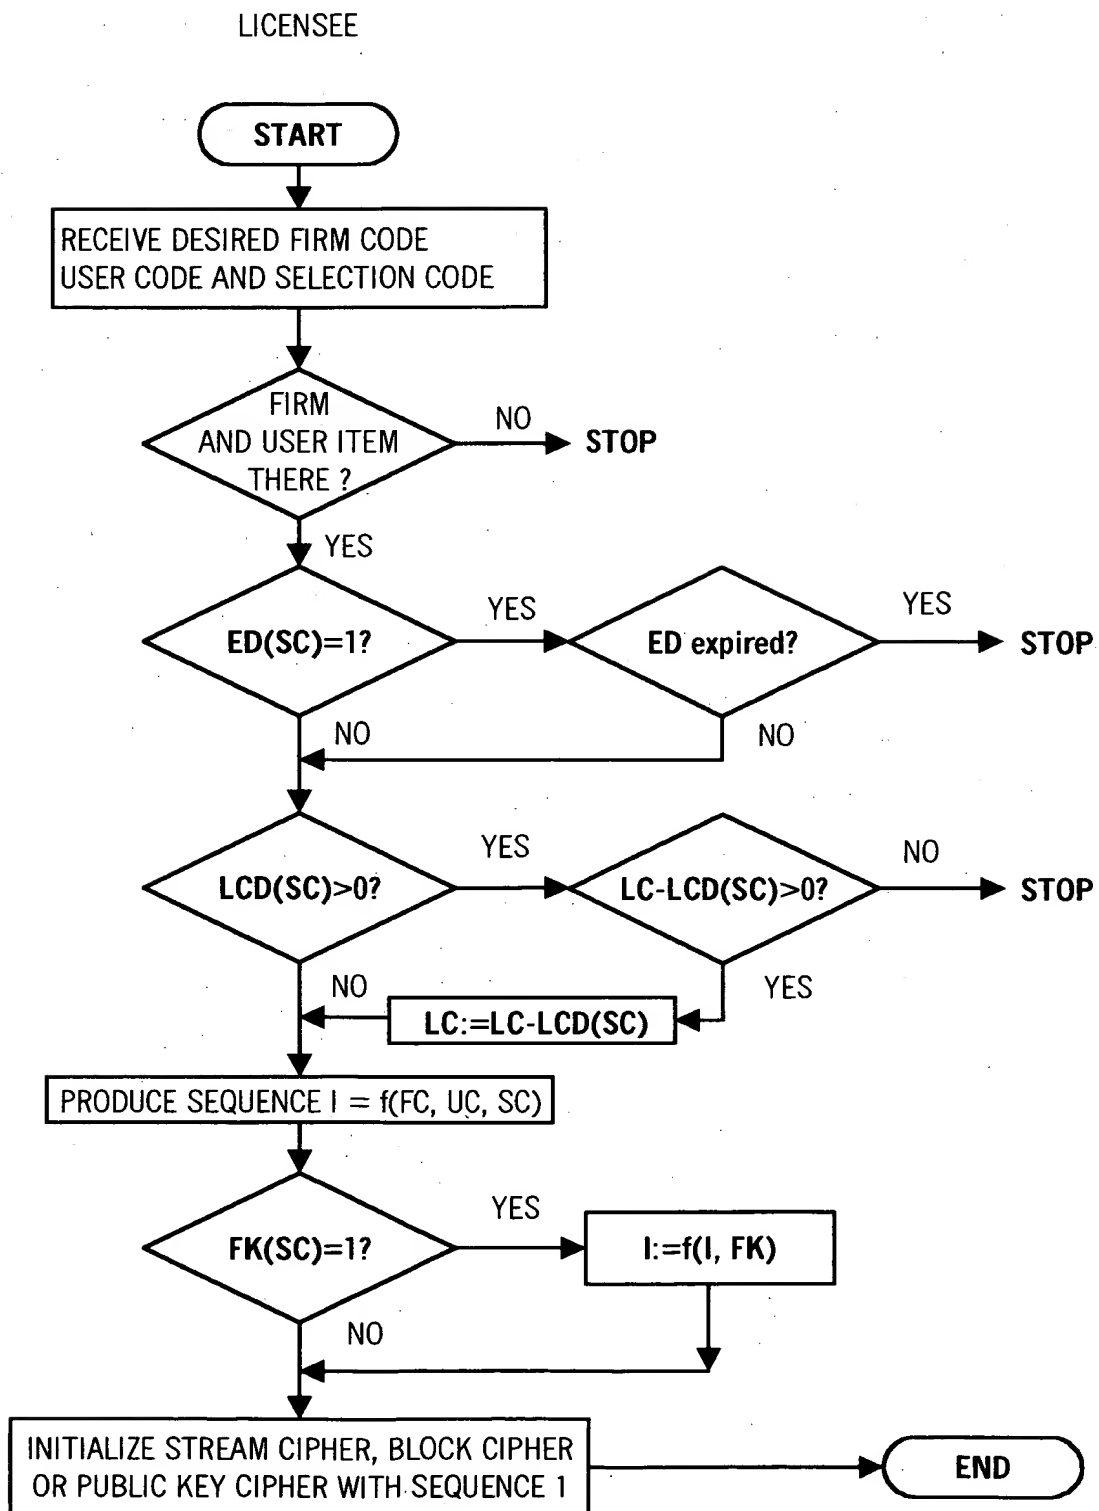 LICENSEE
START
RECEIVE DESIRED FIRM CODE
USER CODE AND SELECTION CODE
FIRM
AND USER ITEM
THERE ?
NO
STOP
YES
ED(SC)=1?
YES
ED expired?
YES
STOP
NO
NO
LCD(SC)>0?
YES
LC-LCD(SC)>0?
NO
STOP
NO
YES
LC:=LC-LCD(SC)
PRODUCE SEQUENCE I = f(FC, UC, SC)
FK(SC)=1?
YES
I:=f(I, FK)
NO
INITIALIZE STREAM CIPHER, BLOCK CIPHER
OR PUBLIC KEY CIPHER WITH SEQUENCE 1
END